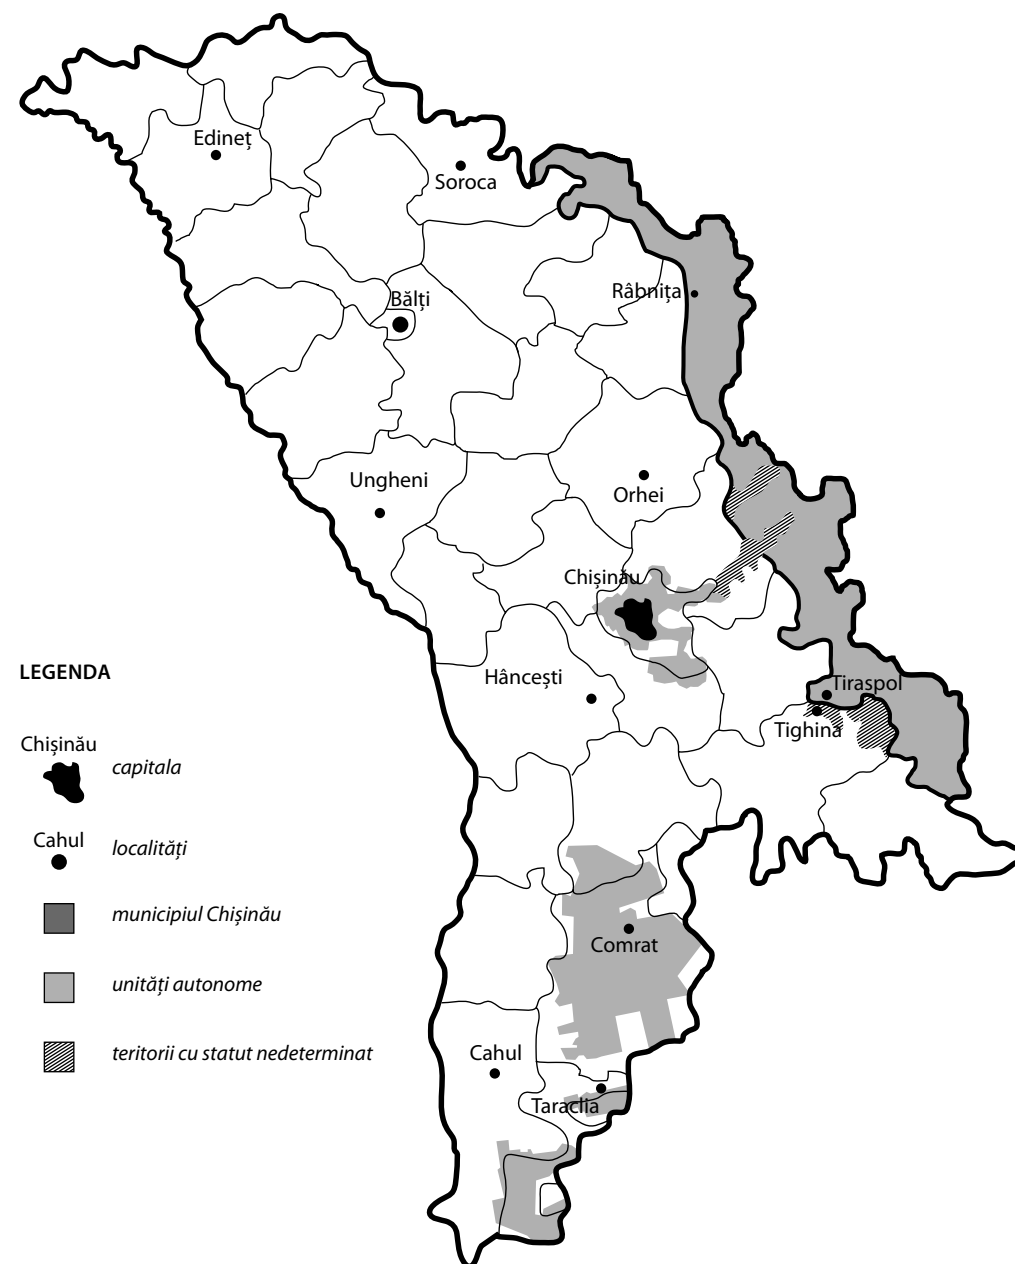 Edineț
Soroca
Râbnița
Bălți
Ungheni
Orhei
Chișinău
Hâncești
Tiraspol
Tighina
LEGENDA
Chișinău
capitala
Cahul
localități
municipiul Chișinău
Comrat
unități autonome
teritorii cu statut nedeterminat
Cahul
Taraclia